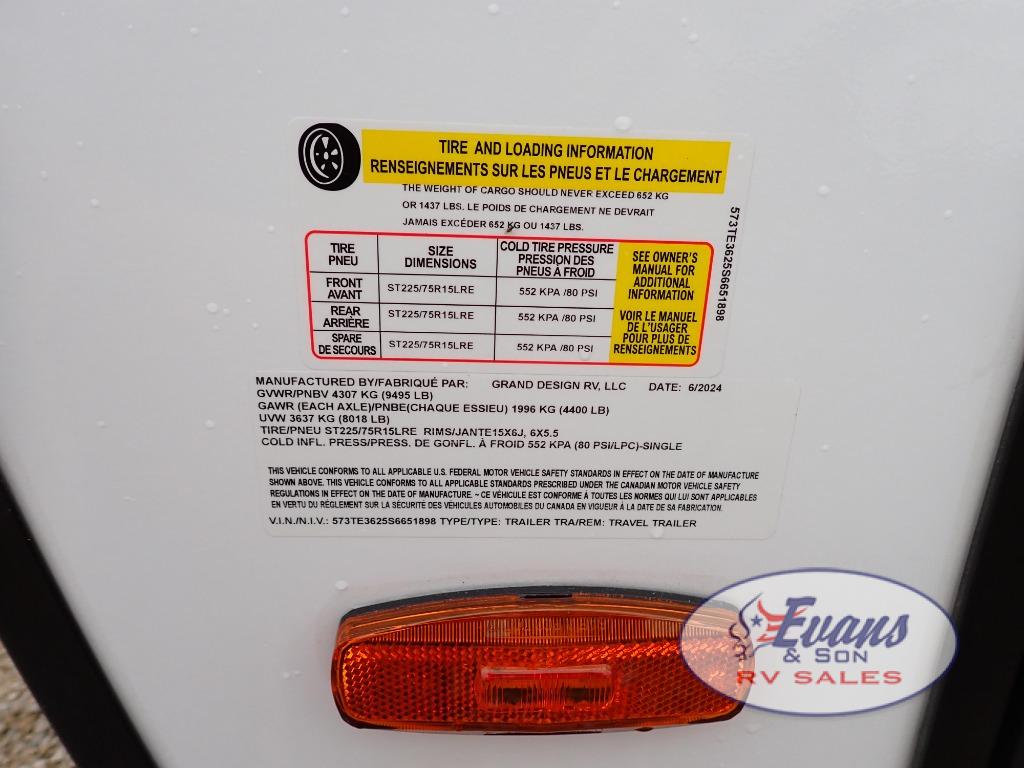 TIRE AND LOADING INFORMATION
RENSEIGNEMENTS SUR LES PNEUS ET LE CHARGEMENT
THE WEIGHT OF CARGO SHOULD NEVER EXCEED 652 KG
OR 1437 LBS. LE POIDS DE CHARGEMENT NE DEVRAIT
JAMAIS EXCÉDER 652 KG OU 1437 LBS.
TIRE
PNEU
SIZE
DIMENSIONS
COLD TIRE PRESSURE
PRESSION DES
PNEUS À FROID
FRONT
AVANT
ST225/75R15LRE
552 KPA /80 PSI
REAR
ARRIÈRE
ST225/75R15LRE
552 KPA /80 PSI
SPARE
DE SECOURS
ST225/75R15LRE
552 KPA /80 PSI
SEE OWNER'S
MANUAL FOR
ADDITIONAL
INFORMATION
VOIR LE MANUEL
DE L'USAGER
POUR PLUS DE
RENSEIGNEMENTS
573TE3625S6651898
MANUFACTURED BY/FABRIQUÉ PAR: GRAND DESIGN RV, LLC DATE: 6/2024
GVWR/PNBV 4307 KG (9495 LB)
GAWR (EACH AXLE)/PNBE(CHAQUE ESSIEU) 1996 KG (4400 LB)
UVW 3637 KG (8018 LB)
TIRE/PNEU ST225/75R15LRE RIMS/JANTE15X6J, 6X5.5
COLD INFL. PRESS/PRESS. DE GONFL. À FROID 552 KPA (80 PSI/LPC)-SINGLE
THIS VEHICLE CONFORMS TO ALL APPLICABLE U.S. FEDERAL MOTOR VEHICLE SAFETY STANDARDS IN EFFECT ON THE DATE OF MANUFACTURE
SHOWN ABOVE. THIS VEHICLE CONFORMS TO ALL APPLICABLE STANDARDS PRESCRIBED UNDER THE CANADIAN MOTOR VEHICLE SAFETY
REGULATIONS IN EFFECT ON THE DATE OF MANUFACTURE. ~ CE VÉHICULE EST CONFORME À TOUTES LES NORMES QUI LUI SONT APPLICABLES
EN VERTU DU RÈGLEMENT SUR LA SÉCURITÉ DES VÉHICULES AUTOMOBILES DU CANADA EN VIGUEUR À LA DATE DE SA FABRICATION.
V.I.N./N.I.V.: 573TE3625S6651898 TYPE/TYPE: TRAILER TRA/REM: TRAVEL TRAILER
Evans
& SON
RV SALES